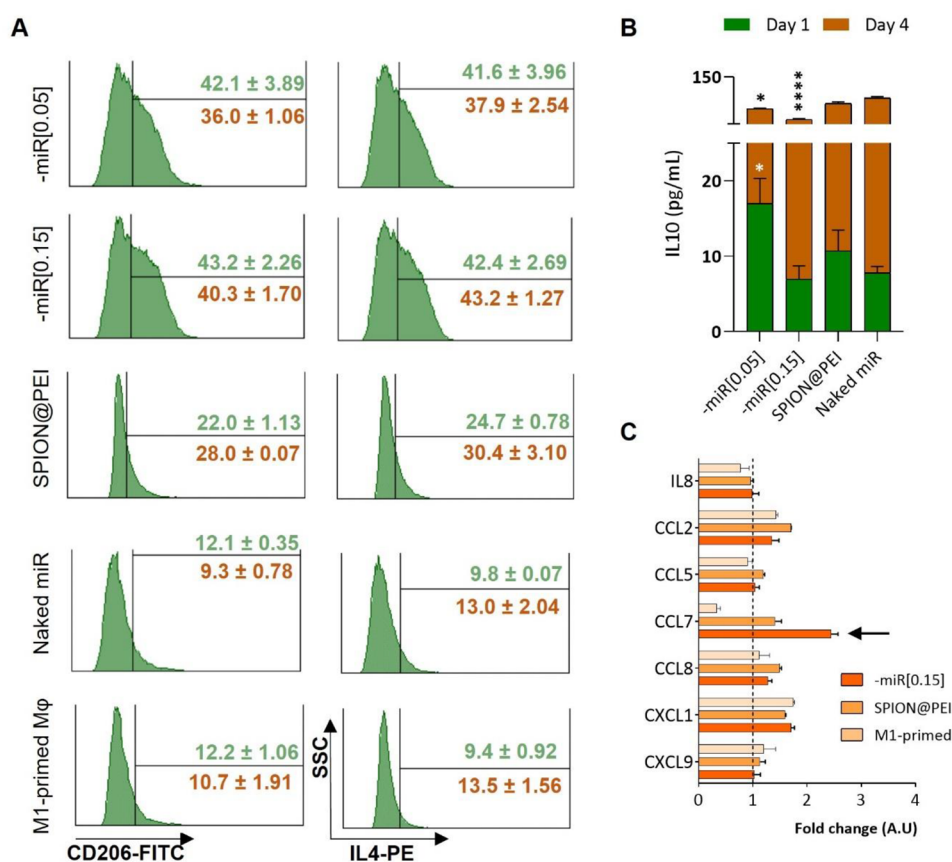 A
-miR[0.05]
42.1 ± 3.89
36.0 ± 1.06
41.6 ± 3.96
37.9 ± 2.54
-miR[0.15]
43.2 ± 2.26
40.3 ± 1.70
42.4 ± 2.69
43.2 ± 1.27
SPION@PEI
22.0 ± 1.13
28.0 ± 0.07
24.7 ± 0.78
30.4 ± 3.10
Naked miR
12.1 ± 0.35
9.3 ± 0.78
9.8 ± 0.07
13.0 ± 2.04
M1-primed Mφ
12.2 ± 1.06
10.7 ± 1.91
SSC
9.4 ± 0.92
13.5 ± 1.56
CD206-FITC
IL4-PE
B
Day 1
Day 4
IL10 (pg/mL)
150
20
10
0
*
****
*
-miR[0.05]
-miR[0.15]
SPION@PEI
Naked miR
C
IL8
CCL2
CCL5
CCL7
CCL8
CXCL1
CXCL9
-miR[0.15]
SPION@PEI
M1-primed
0 1 2 3 4
Fold change (A.U)